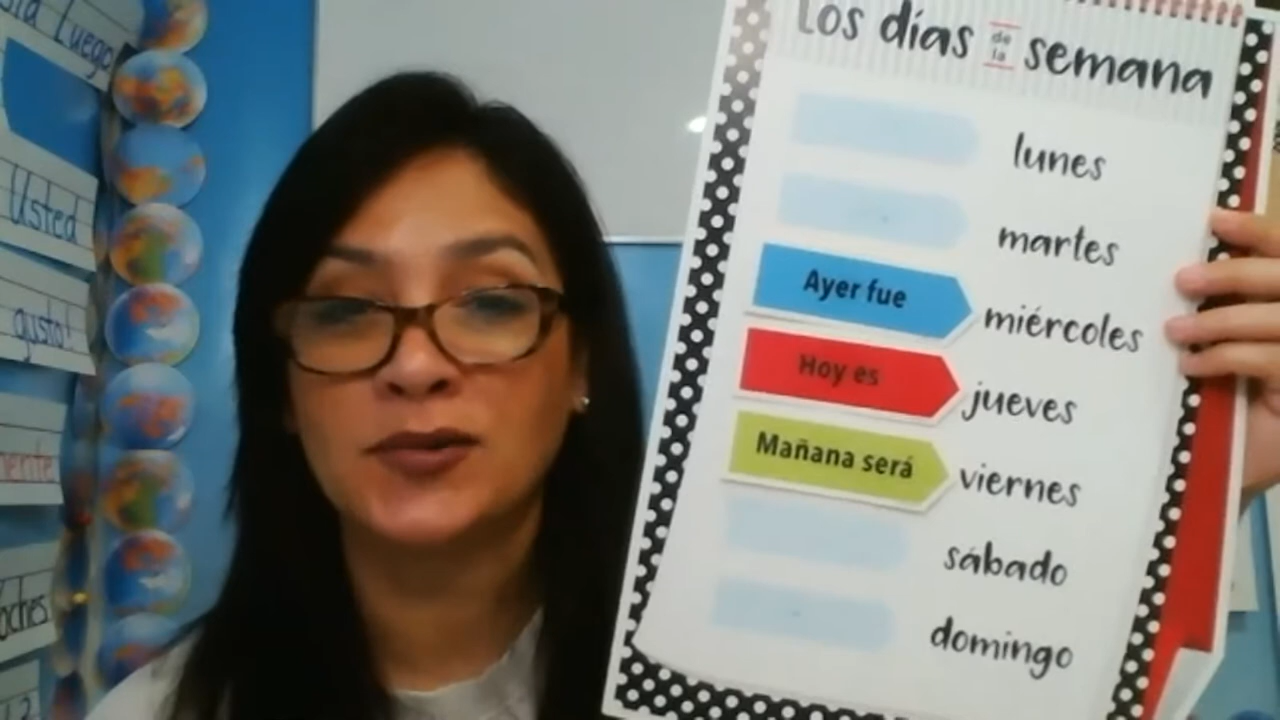 Luego
Usted
gusto!
Los días de la semana
lunes
martes
Ayer fue
miércoles
Hoy es
jueves
Mañana será
viernes
sábado
domingo